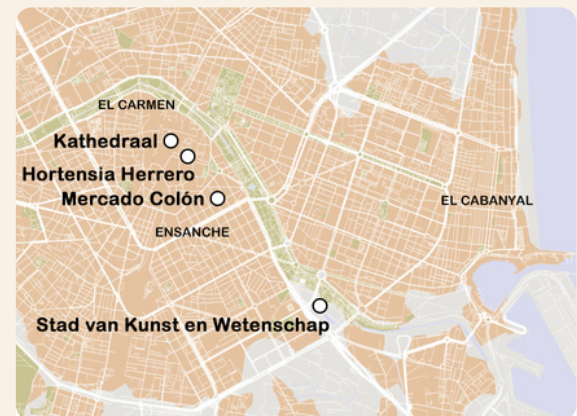 EL CARMEN
Kathedraal
Hortensia Herrero
Mercado Colón
EL CABANYAL
ENSANCHE
Stad van Kunst en Wetenschap